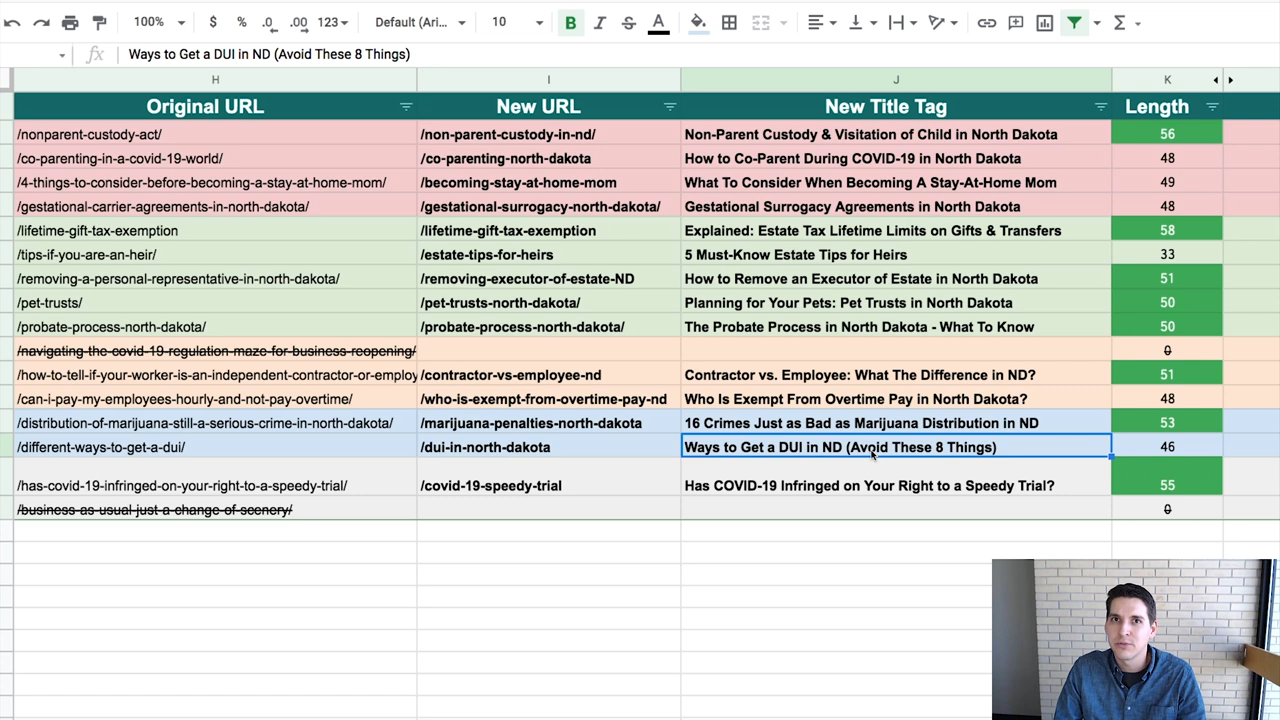 100% $ % .0 .00 123 Default (Ari... 10 B I S A Σ
fx Ways to Get a DUI in ND (Avoid These 8 Things)
H I J K
Original URL New URL New Title Tag Length
/nonparent-custody-act/ /non-parent-custody-in-nd/ Non-Parent Custody & Visitation of Child in North Dakota 56
/co-parenting-in-a-covid-19-world/ /co-parenting-north-dakota How to Co-Parent During COVID-19 in North Dakota 48
/4-things-to-consider-before-becoming-a-stay-at-home-mom/ /becoming-stay-at-home-mom What To Consider When Becoming A Stay-At-Home Mom 49
/gestational-carrier-agreements-in-north-dakota/ /gestational-surrogacy-north-dakota/ Gestational Surrogacy Agreements in North Dakota 48
/lifetime-gift-tax-exemption /lifetime-gift-tax-exemption Explained: Estate Tax Lifetime Limits on Gifts & Transfers 58
/tips-if-you-are-an-heir/ /estate-tips-for-heirs 5 Must-Know Estate Tips for Heirs 33
/removing-a-personal-representative-in-north-dakota/ /removing-executor-of-estate-ND How to Remove an Executor of Estate in North Dakota 51
/pet-trusts/ /pet-trusts-north-dakota/ Planning for Your Pets: Pet Trusts in North Dakota 50
/probate-process-north-dakota/ /probate-process-north-dakota/ The Probate Process in North Dakota - What To Know 50
/navigating-the-covid-19-regulation-maze-for-business-reopening/ 0
/how-to-tell-if-your-worker-is-an-independent-contractor-or-employ /contractor-vs-employee-nd Contractor vs. Employee: What The Difference in ND? 51
/can-i-pay-my-employees-hourly-and-not-pay-overtime/ /who-is-exempt-from-overtime-pay-nd Who Is Exempt From Overtime Pay in North Dakota? 48
/distribution-of-marijuana-still-a-serious-crime-in-north-dakota/ /marijuana-penalties-north-dakota 16 Crimes Just as Bad as Marijuana Distribution in ND 53
/different-ways-to-get-a-dui/ /dui-in-north-dakota Ways to Get a DUI in ND (Avoid These 8 Things) 46
/has-covid-19-infringed-on-your-right-to-a-speedy-trial/ /covid-19-speedy-trial Has COVID-19 Infringed on Your Right to a Speedy Trial? 55
/business-as-usual-just-a-change-of-scenery/ 0